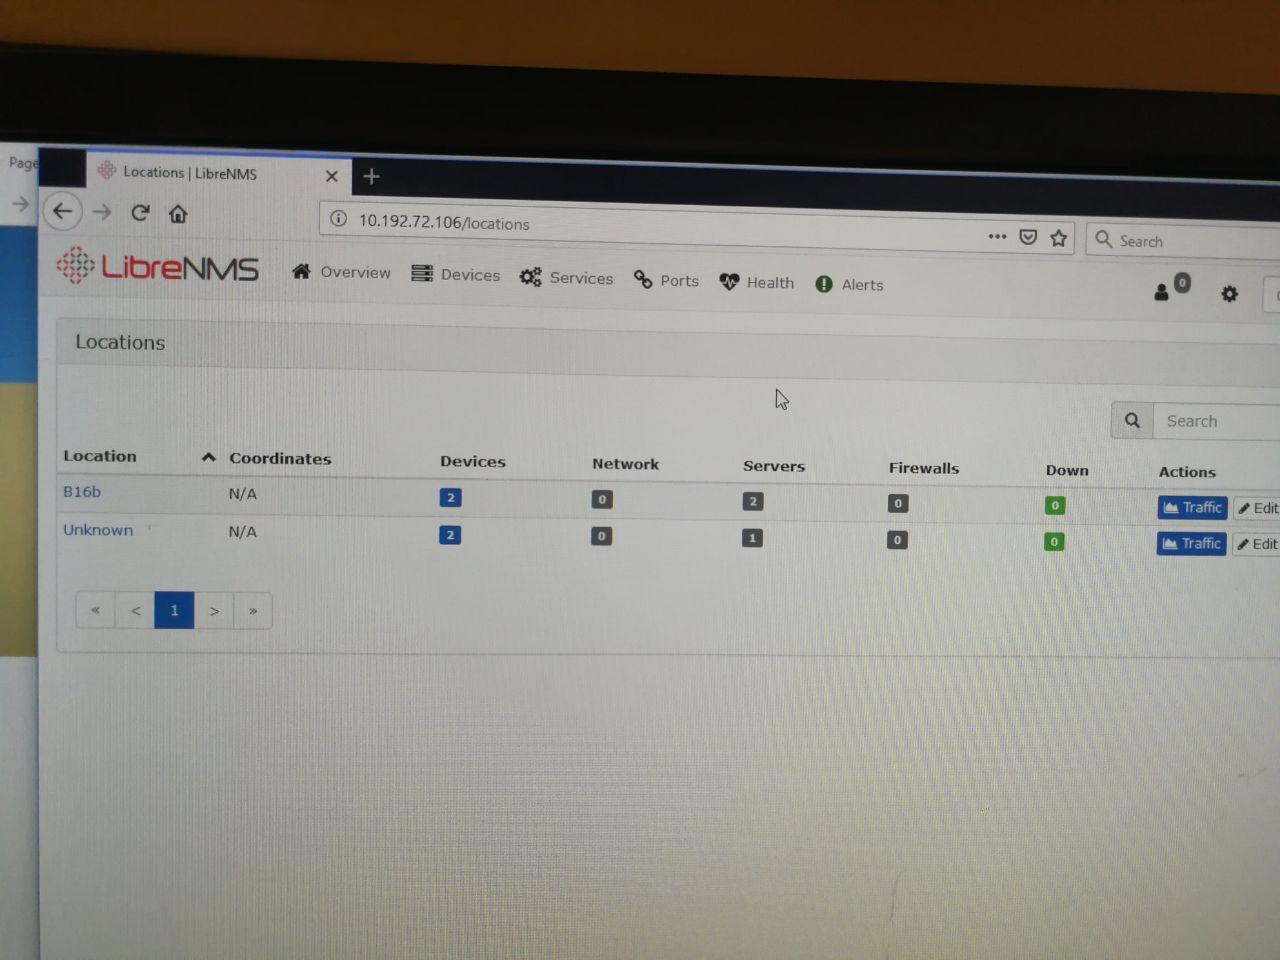 Page
Locations | LibreNMS
10.192.72.106/locations
Search
LibreNMS Overview Devices Services Ports Health Alerts 0
Locations
Search
Location Coordinates Devices Network Servers Firewalls Down Actions
B16b N/A 2 0 2 0 0 Traffic Edit
Unknown N/A 2 0 1 0 0 Traffic Edit
« < 1 > »